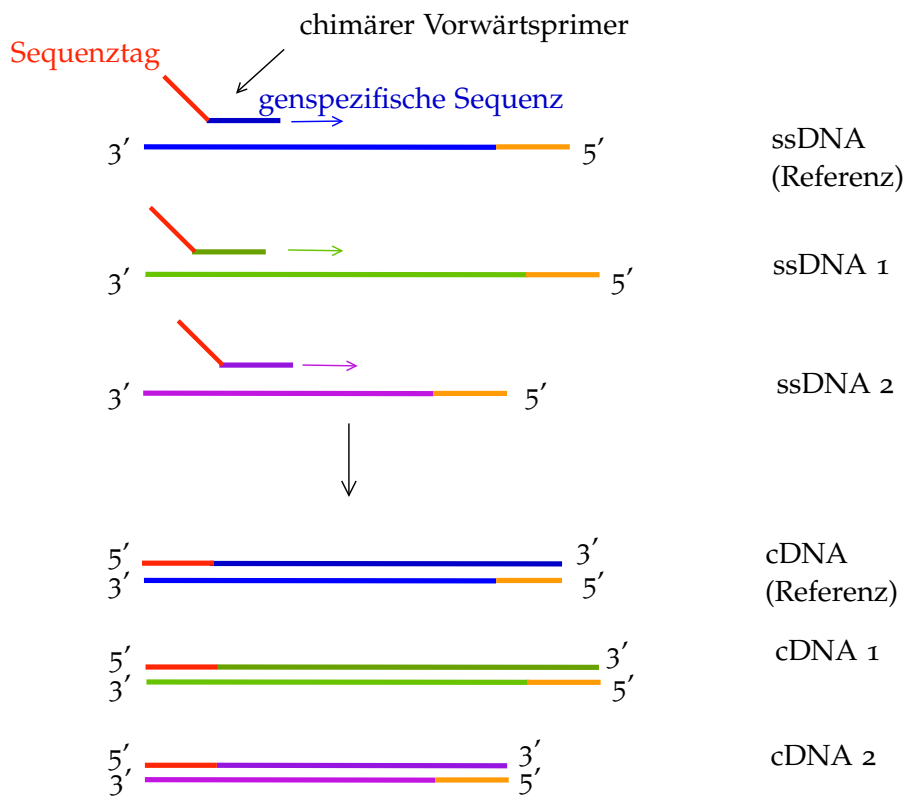 chimärer Vorwärtsprimer
Sequenztag
genspezifische Sequenz
3′ 5′ ssDNA
(Referenz)
3′ 5′ ssDNA 1
3′ 5′ ssDNA 2
5′ 3′ cDNA
3′ 5′ (Referenz)
5′ 3′ cDNA 1
3′ 5′
5′ 3′ cDNA 2
3′ 5′